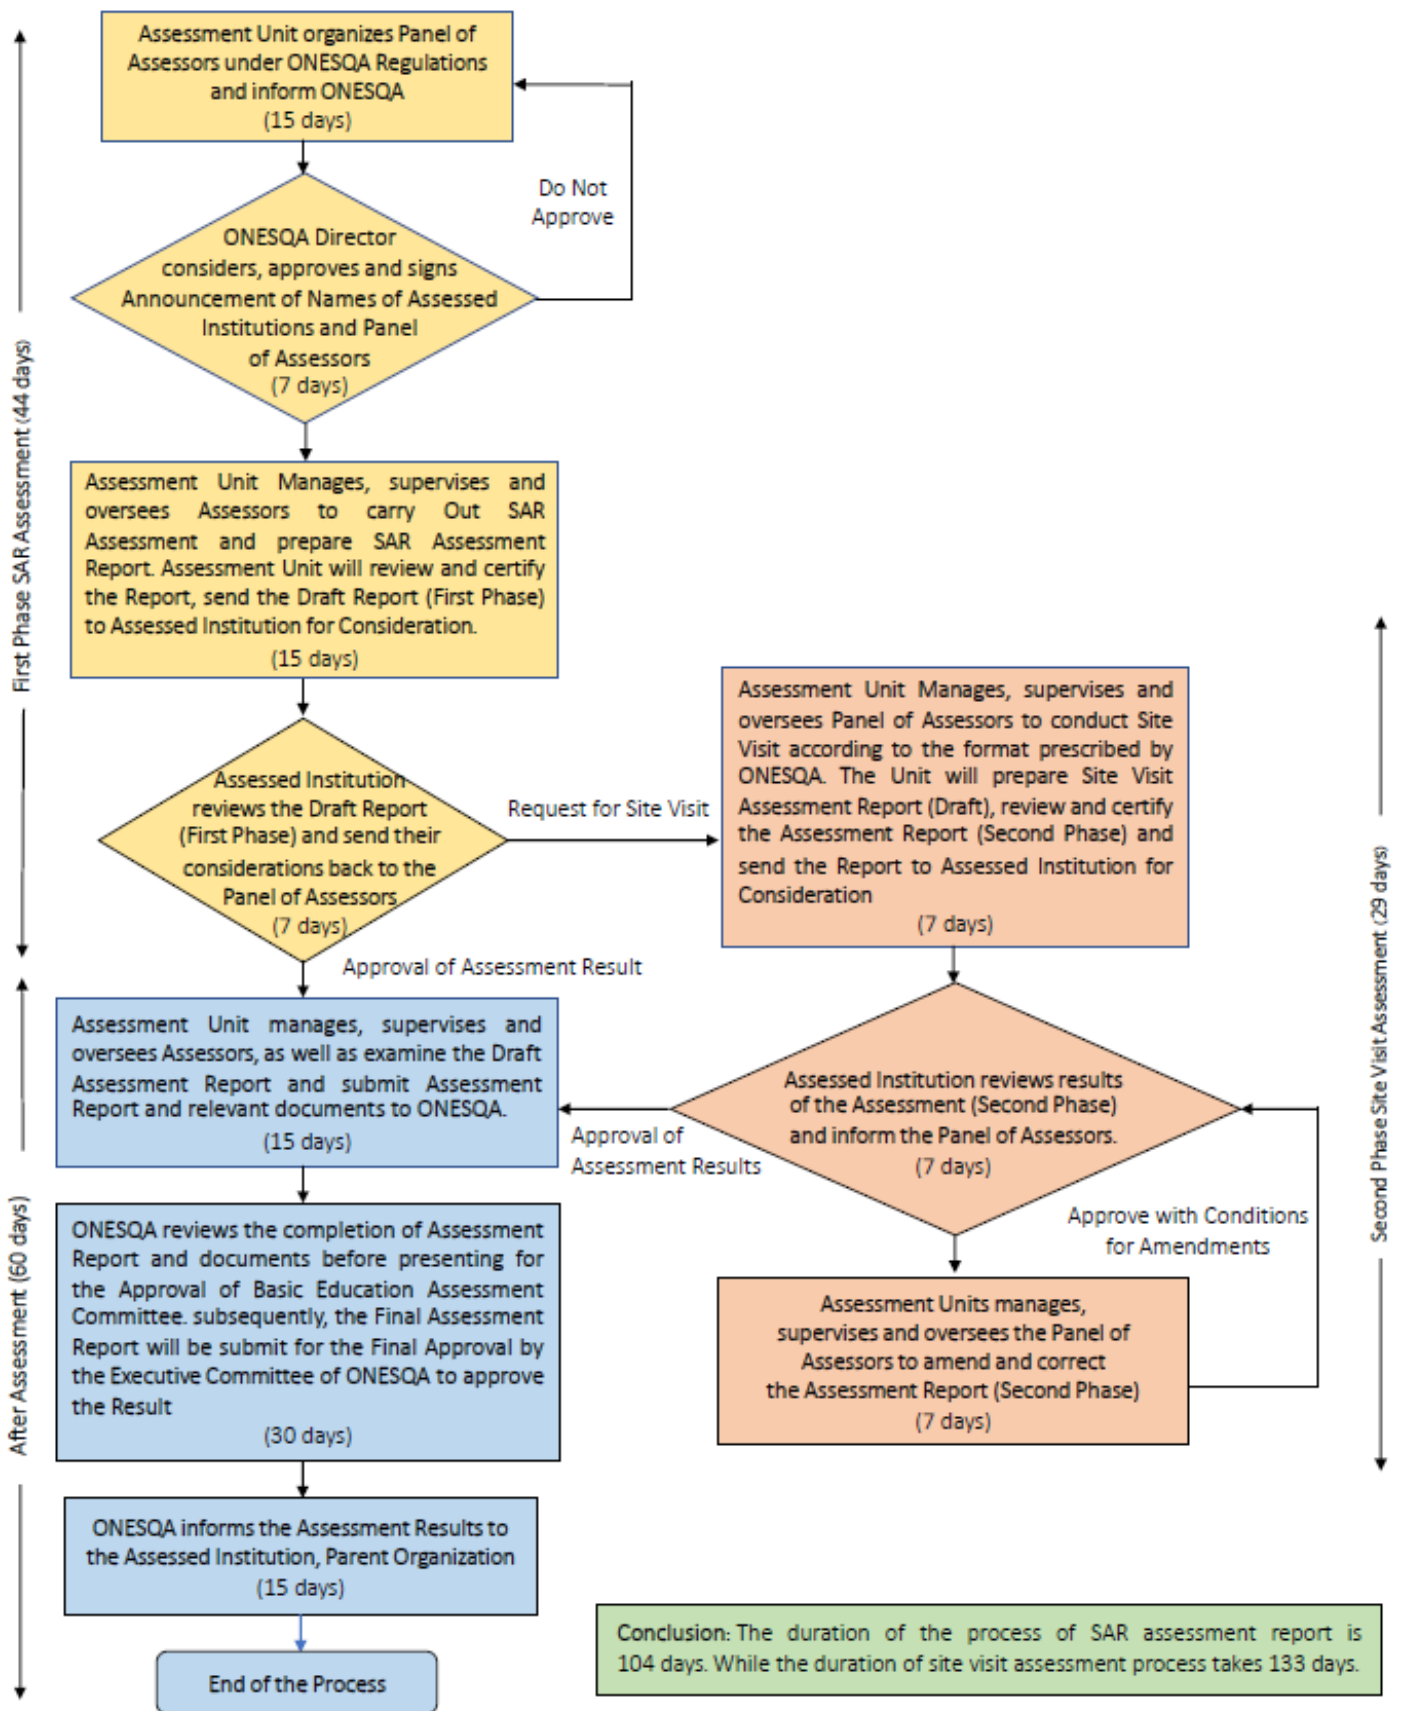 Assessment Unit organizes Panel of
Assessors under ONESQA Regulations
and inform ONESQA
(15 days)
Do Not
Approve
ONESQA Director
considers, approves and signs
Announcement of Names of Assessed
Institutions and Panel
of Assessors
(7 days)
First Phase SAR Assessment (44 days)
Assessment Unit Manages, supervises and
oversees Assessors to carry Out SAR
Assessment and prepare SAR Assessment
Report. Assessment Unit will review and certify
the Report, send the Draft Report (First Phase)
to Assessed Institution for Consideration.
(15 days)
Assessed Institution
reviews the Draft Report
(First Phase) and send their
considerations back to the
Panel of Assessors
(7 days)
Request for Site Visit
Assessment Unit Manages, supervises and
oversees Panel of Assessors to conduct Site
Visit according to the format prescribed by
ONESQA. The Unit will prepare Site Visit
Assessment Report (Draft), review and certify
the Assessment Report (Second Phase) and
send the Report to Assessed Institution for
Consideration
(7 days)
Second Phase Site Visit Assessment (29 days)
Approval of Assessment Result
Assessment Unit manages, supervises and
oversees Assessors, as well as examine the Draft
Assessment Report and submit Assessment
Report and relevant documents to ONESQA.
(15 days)
Assessed Institution reviews results
of the Assessment (Second Phase)
and inform the Panel of Assessors.
(7 days)
Approval of
Assessment Results
Approve with Conditions
for Amendments
After Assessment (60 days)
ONESQA reviews the completion of Assessment
Report and documents before presenting for
the Approval of Basic Education Assessment
Committee. subsequently, the Final Assessment
Report will be submit for the Final Approval by
the Executive Committee of ONESQA to approve
the Result
(30 days)
Assessment Units manages,
supervises and oversees the Panel of
Assessors to amend and correct
the Assessment Report (Second Phase)
(7 days)
ONESQA informs the Assessment Results to
the Assessed Institution, Parent Organization
(15 days)
End of the Process
Conclusion: The duration of the process of SAR assessment report is
104 days. While the duration of site visit assessment process takes 133 days.